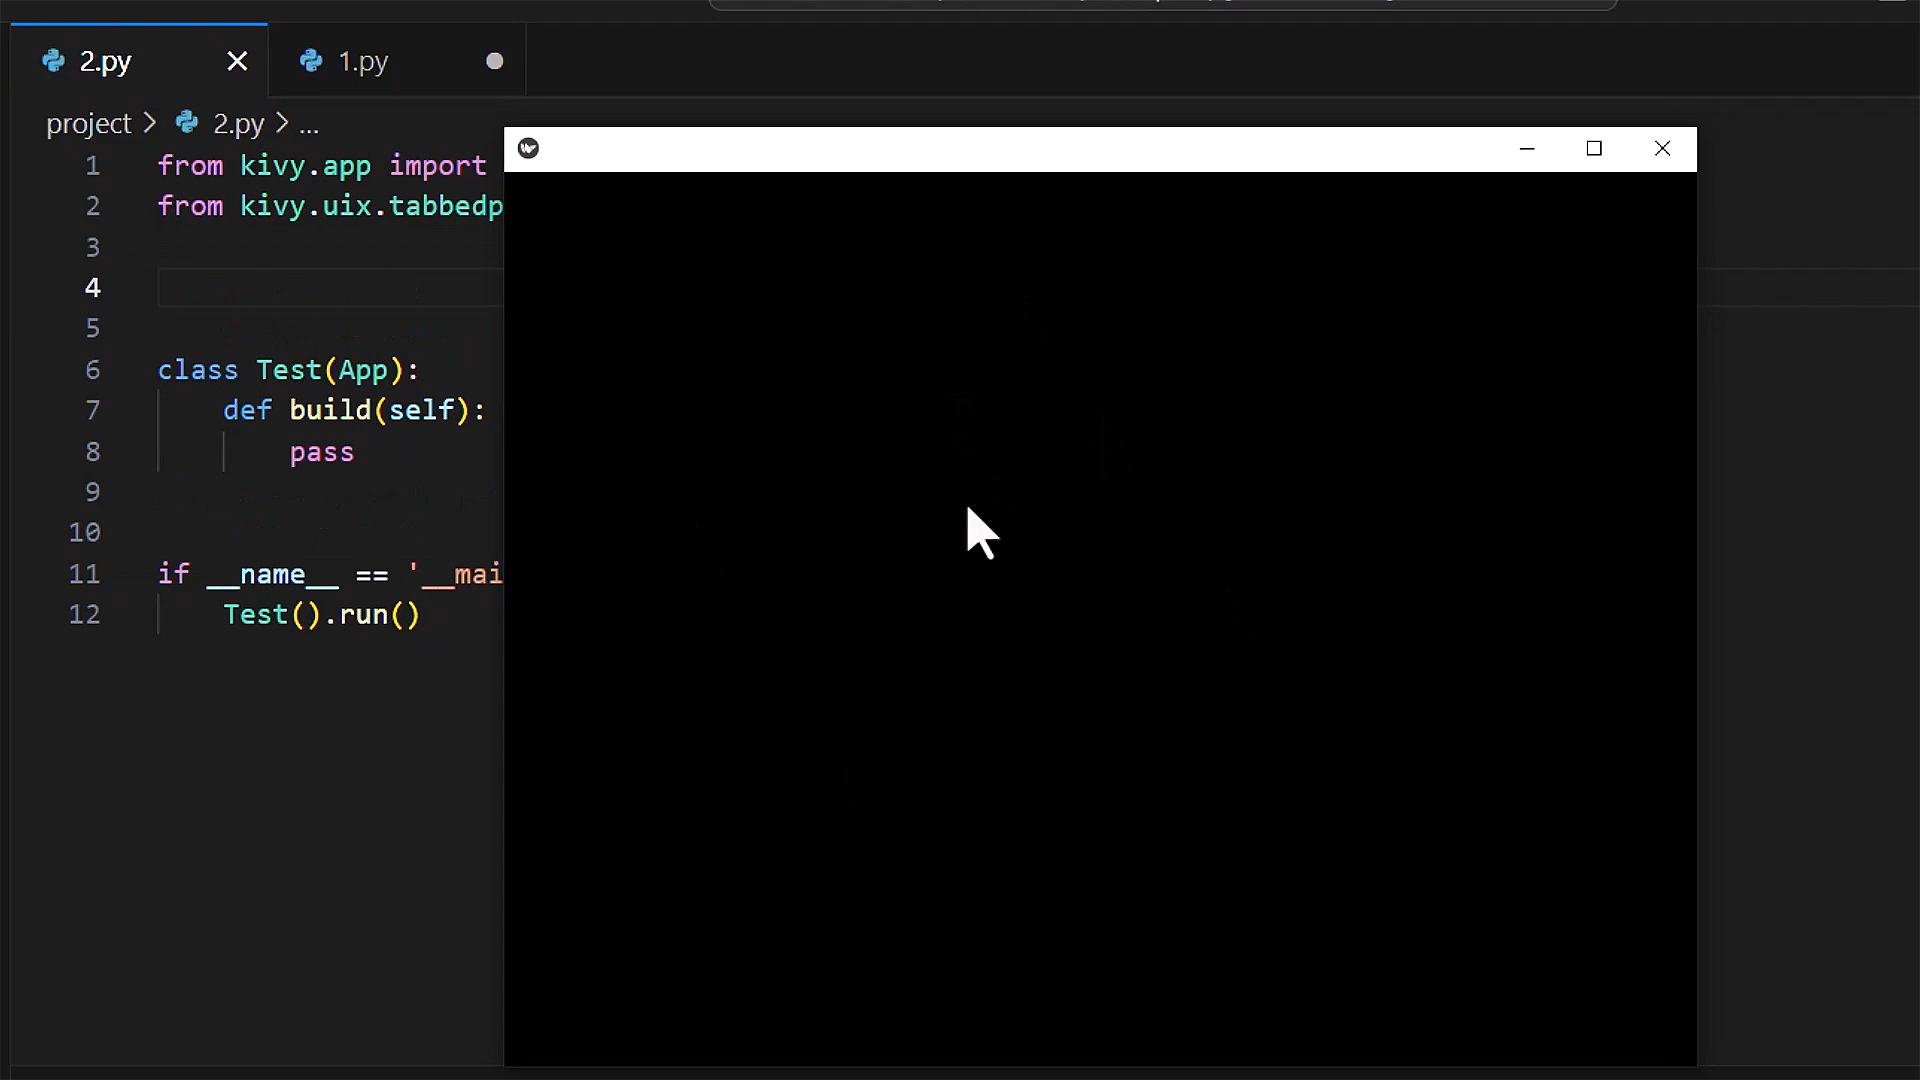 2.py
1.py
project > 2.py > ...
1 from kivy.app import
2 from kivy.uix.tabbedp
3
4
5
6 class Test(App):
7 def build(self):
8 pass
9
10
11 if __name__ == '__mai
12 Test().run()